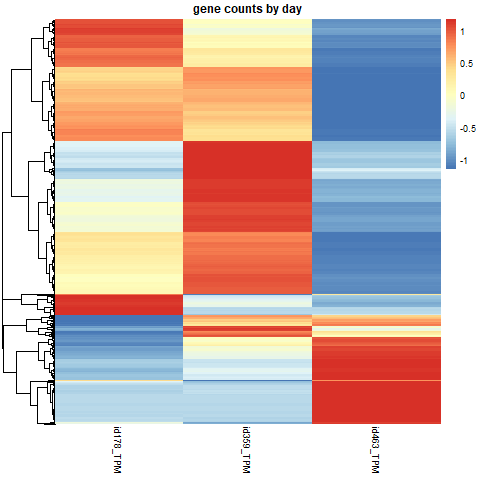 gene counts by day
1
0.5
0
-0.5
-1
id178_TPM
id359_TPM
id463_TPM